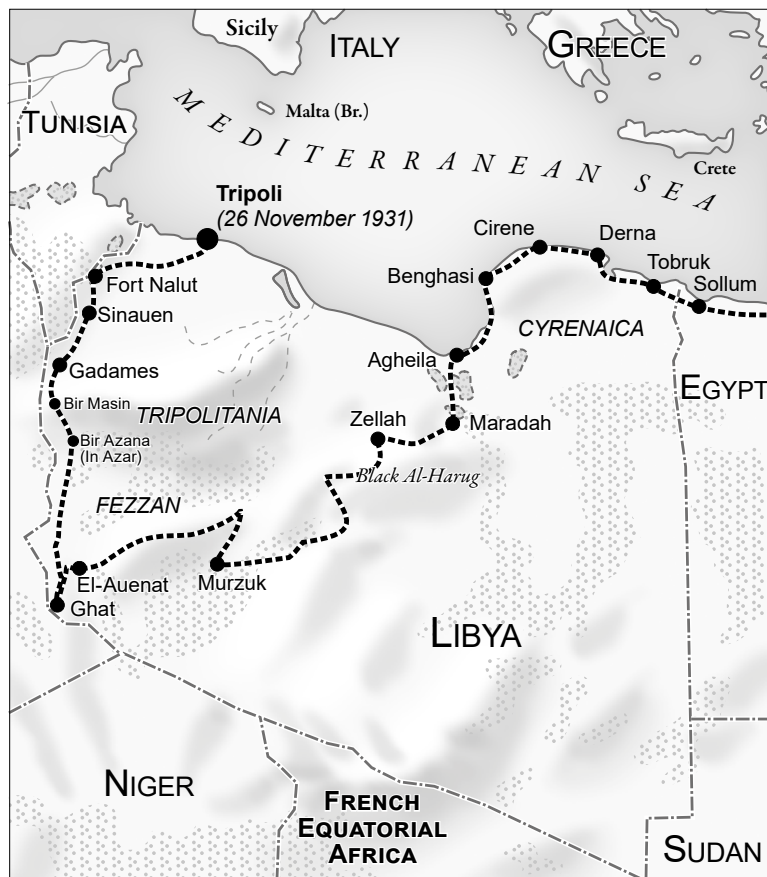 Sicily
ITALY
GREECE
TUNISIA
Malta (Br.)
MEDITERRANEAN SEA
Crete
Tripoli
(26 November 1931)
Cirene
Derna
Fort Nalut
Benghasi
Tobruk
Sollum
Sinauen
CYRENAICA
Agheila
Gadames
EGYPT
Bir Masin
TRIPOLITANIA
Zellah
Maradah
Bir Azana
(In Azar)
Black Al-Harug
FEZZAN
El-Auenat
Murzuk
Ghat
LIBYA
NIGER
FRENCH
EQUATORIAL
AFRICA
SUDAN